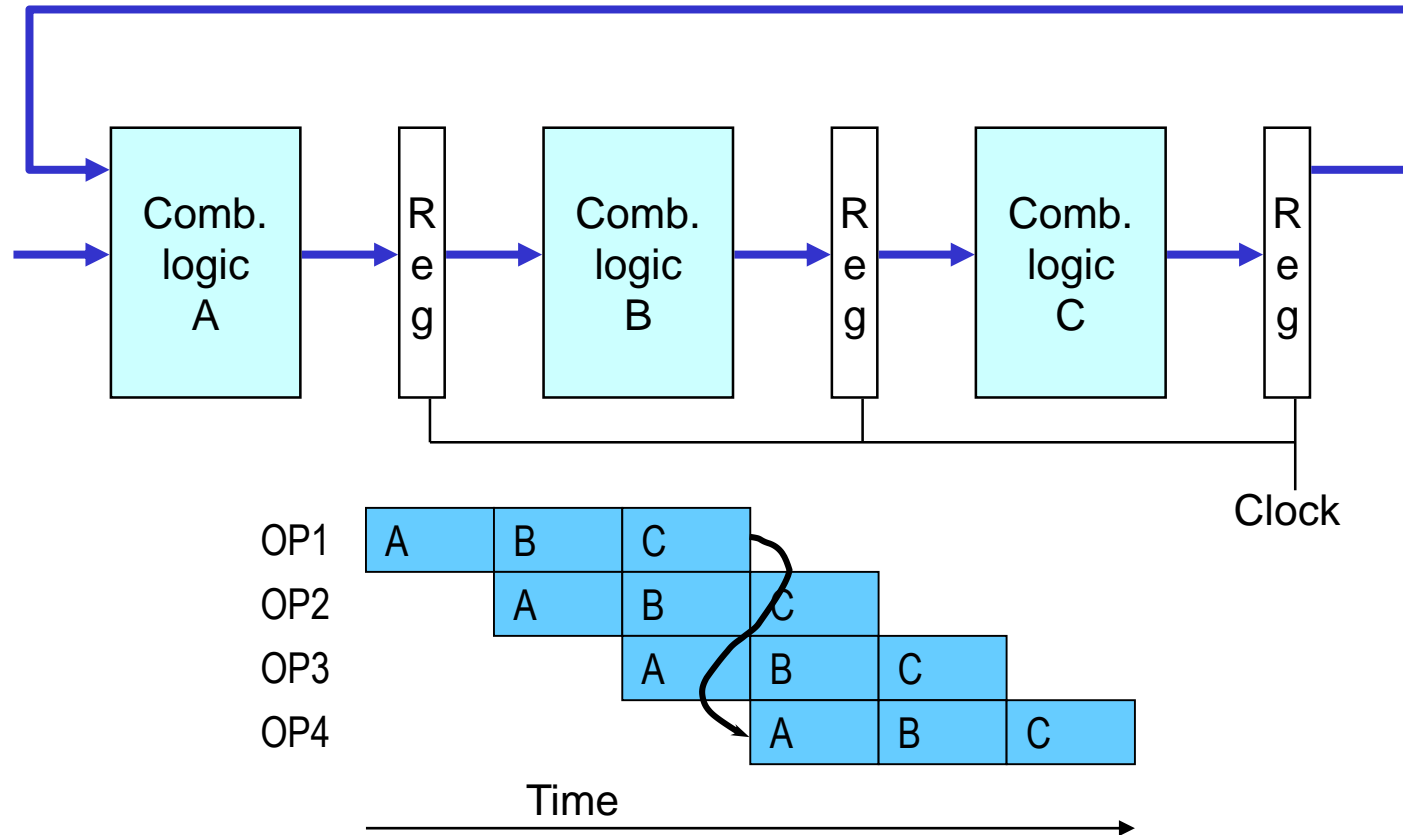 Comb.
logic
A
R
e
g
Comb.
logic
B
R
e
g
Comb.
logic
C
R
e
g
Clock
OP1 A B C
OP2 A B C
OP3 A B C
OP4 A B C
Time